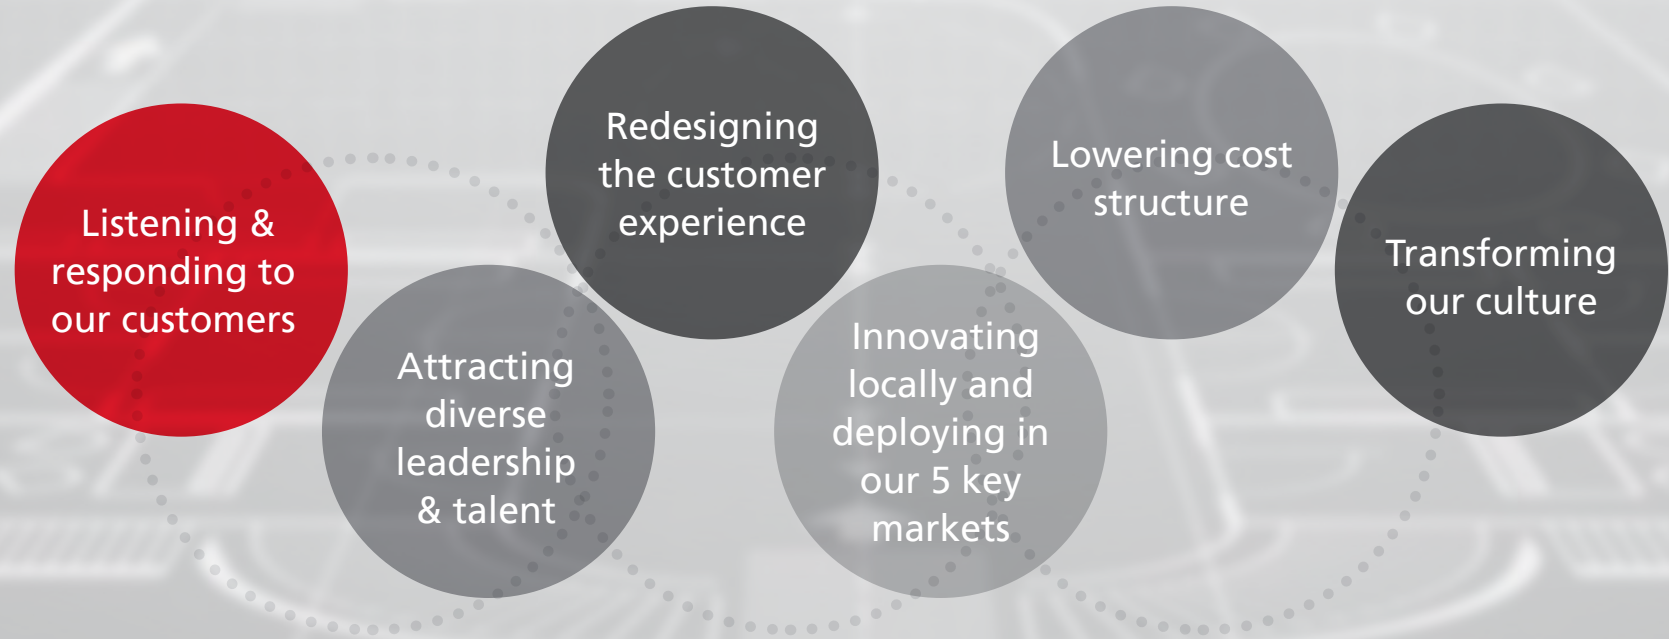 Listening &
responding to
our customers
Attracting
diverse
leadership
& talent
Redesigning
the customer
experience
Innovating
locally and
deploying in
our 5 key
markets
Lowering cost
structure
Transforming
our culture